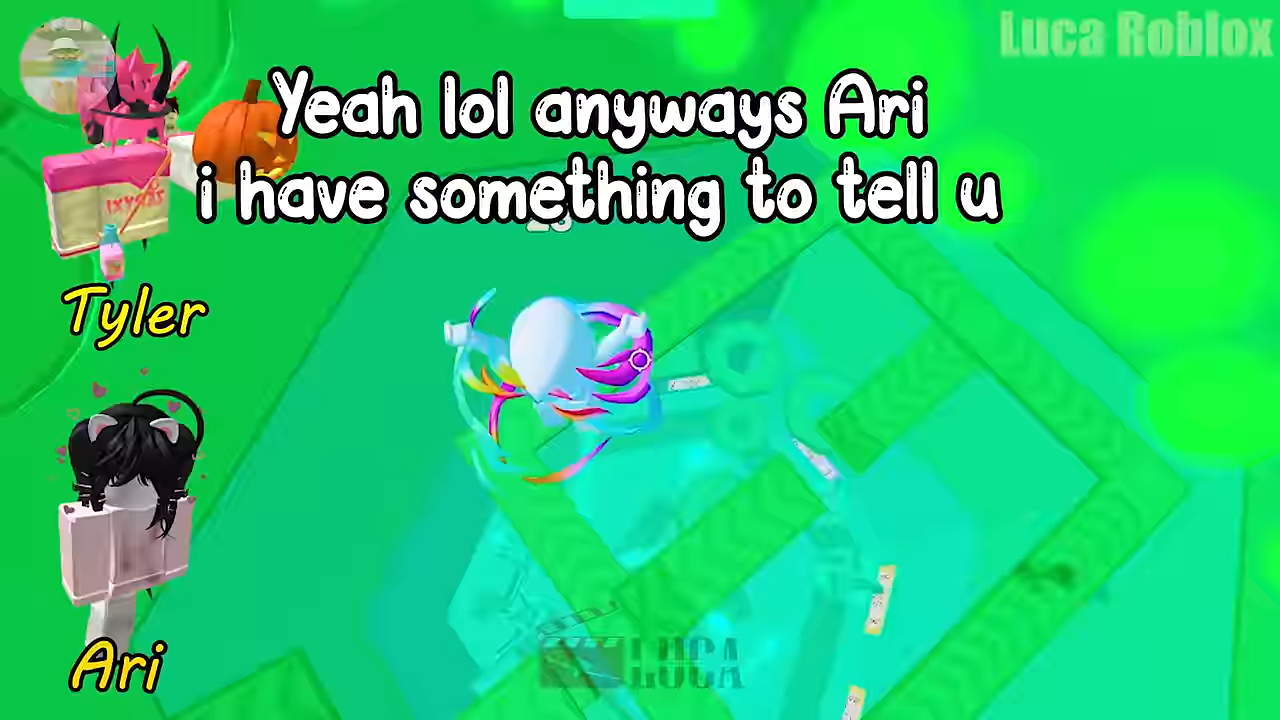 Luca Roblox
Yeah lol anyways Ari
i have something to tell u
Tyler
Ari
LUCA